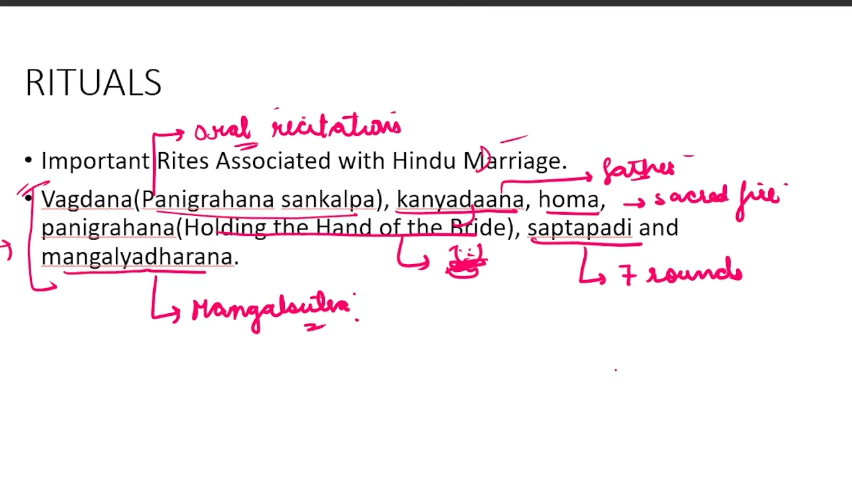 RITUALS
oral recitations
• Important Rites Associated with Hindu Marriage.
father
• Vagdana(Panigrahana sankalpa), kanyadaana, homa, → sacred fire
panigrahana(Holding the Hand of the Bride), saptapadi and
mangalyadharana.
7 rounds
Mangalsutra